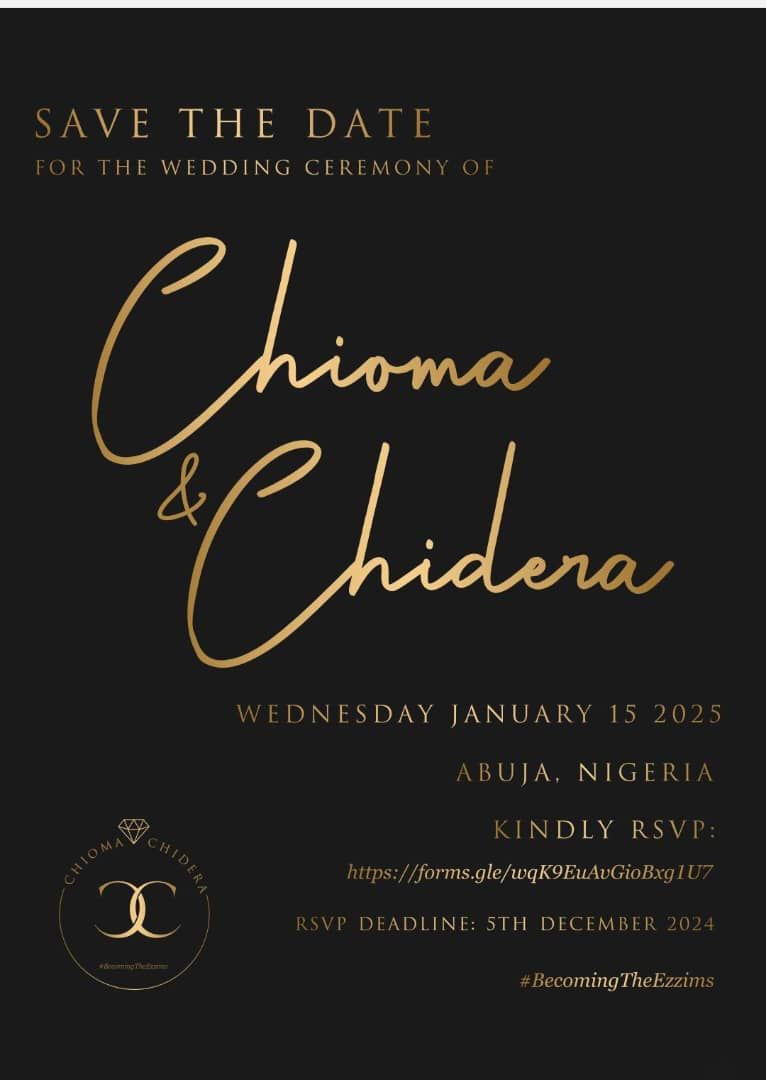 SAVE THE DATE
FOR THE WEDDING CEREMONY OF
Chioma
&
Chidera
WEDNESDAY JANUARY 15 2025
ABUJA, NIGERIA
KINDLY RSVP:
https://forms.gle/wqK9EuAvGioBxg1U7
RSVP DEADLINE: 5TH DECEMBER 2024
#BecomingTheEzzims
CHIOMA CHIDERA
#BecomingTheEzzims